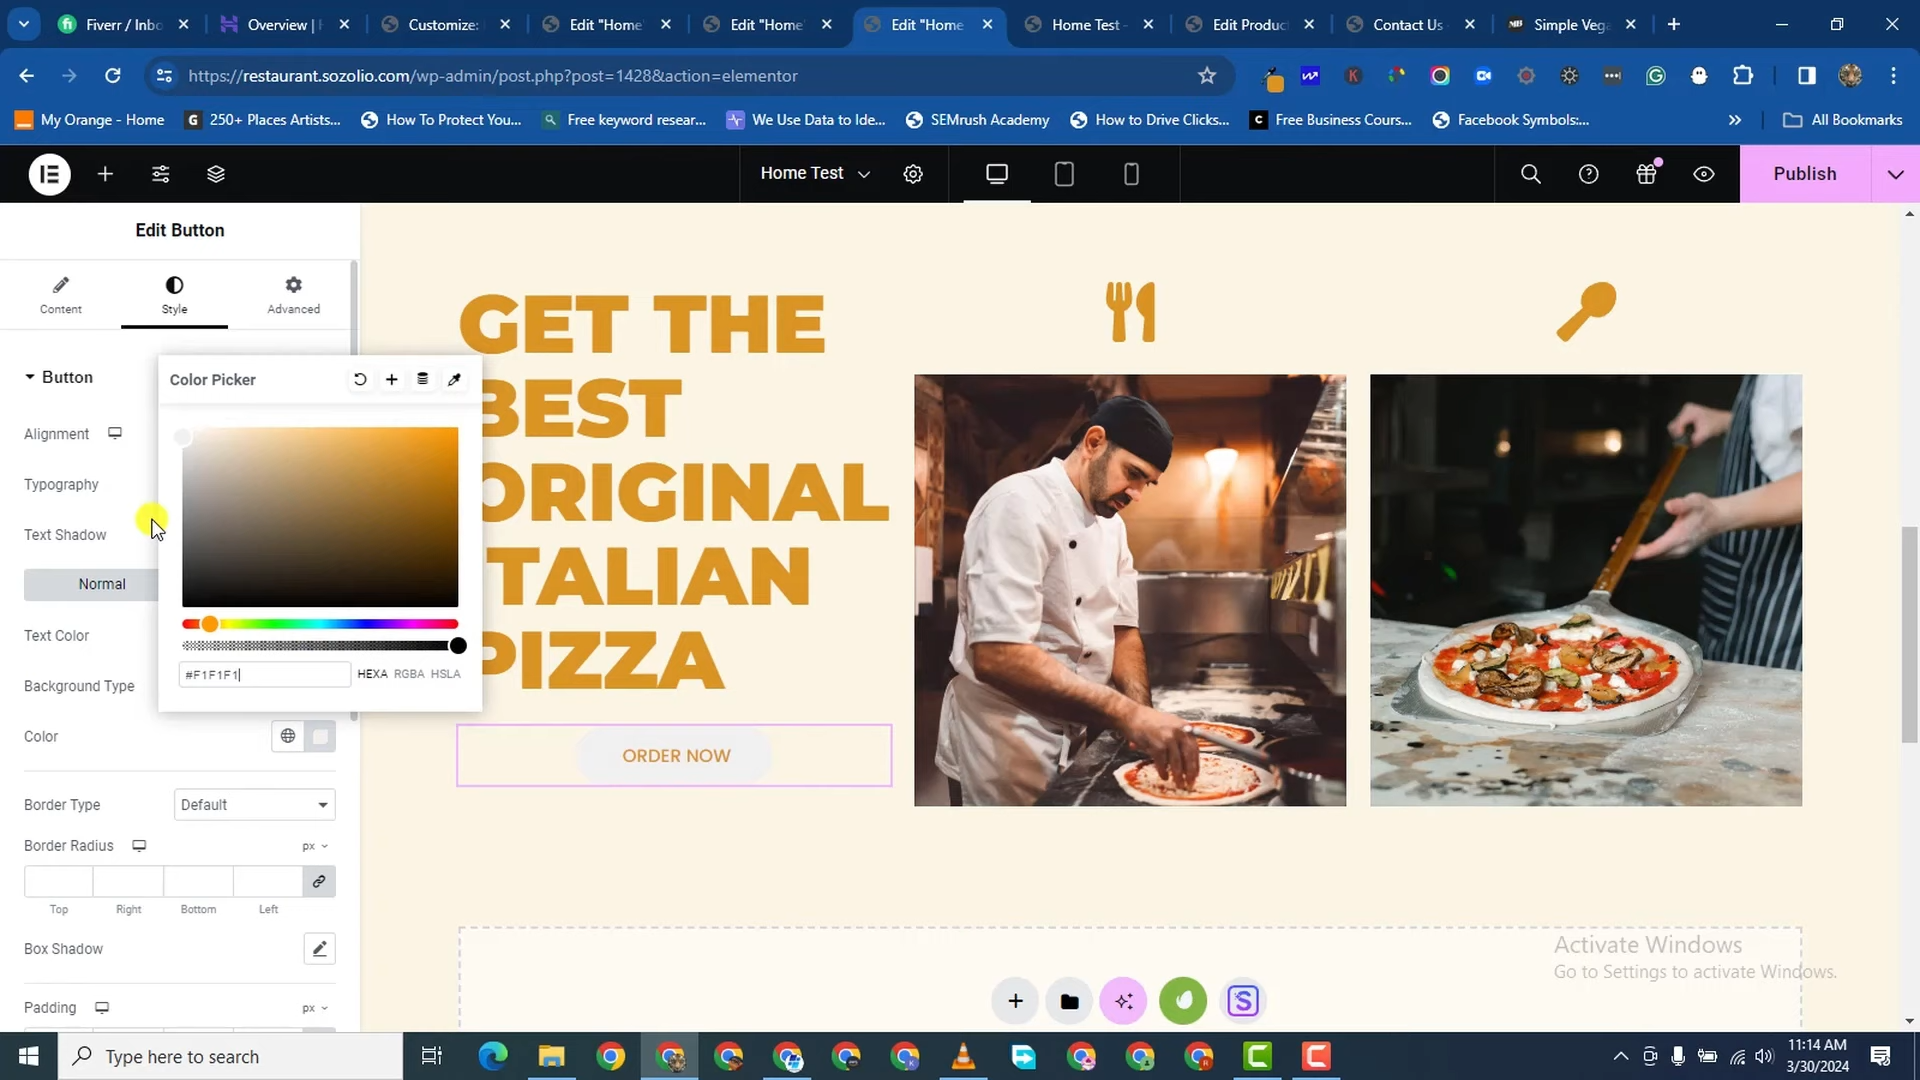 Fiverr / Inbo
Overview | H
Customize:
Edit "Home"
Edit "Home"
Edit "Home
Home Test -
Edit Produc
Contact Us -
Simple Vega
https://restaurant.sozolio.com/wp-admin/post.php?post=1428&action=elementor
My Orange - Home
250+ Places Artists...
How To Protect You...
Free keyword resear...
We Use Data to Ide...
SEMrush Academy
How to Drive Clicks...
Free Business Cours...
Facebook Symbols:...
All Bookmarks
Home Test
Publish
Edit Button
Content
Style
Advanced
Button
Alignment
Typography
Text Shadow
Normal
Text Color
Background Type
Color
Border Type
Default
Border Radius
px
Top
Right
Bottom
Left
Box Shadow
Padding
px
Color Picker
#F1F1F1
HEXA RGBA HSLA
GET THE
BEST
ORIGINAL
ITALIAN
PIZZA
ORDER NOW
Activate Windows
Go to Settings to activate Windows.
Type here to search
11:14 AM
3/30/2024